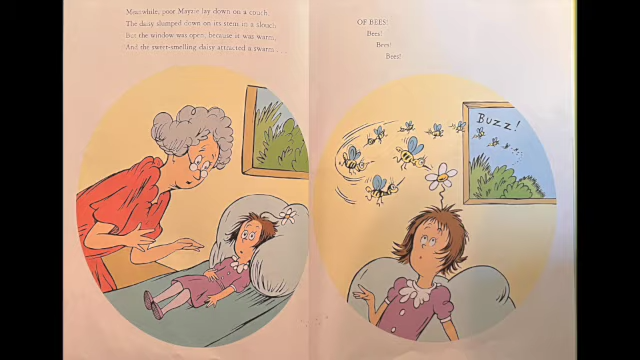 Meanwhile, poor Mayzie lay down on a couch.
The daisy slumped down on its stem in a slouch.
But the window was open, because it was warm,
And the sweet-smelling daisy attracted a swarm . . .
OF BEES!
Bees!
Bees!
Bees!
BUZZ!